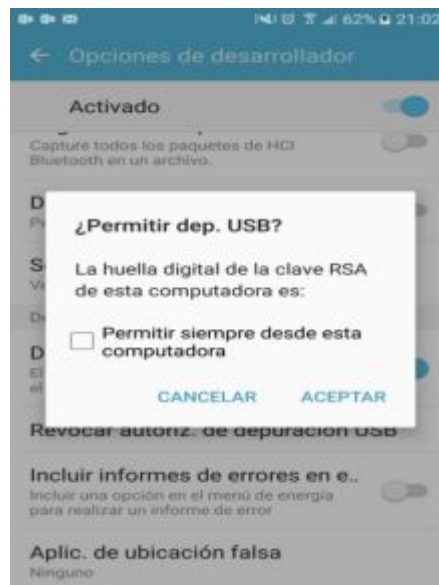 62% 21:02
Opciones de desarrollador
Activado
Capture todos los paquetes de HCI
Bluetooth en un archivo.
D
S
¿Permitir dep. USB?
La huella digital de la clave RSA
de esta computadora es:
Permitir siempre desde esta
computadora
D
El
el
CANCELAR ACEPTAR
Revocar autoriz. de depuración USB
Incluir informes de errores en e..
Incluir una opción en el menú de energía
para realizar un informe de error
Aplic. de ubicación falsa
Ninguno